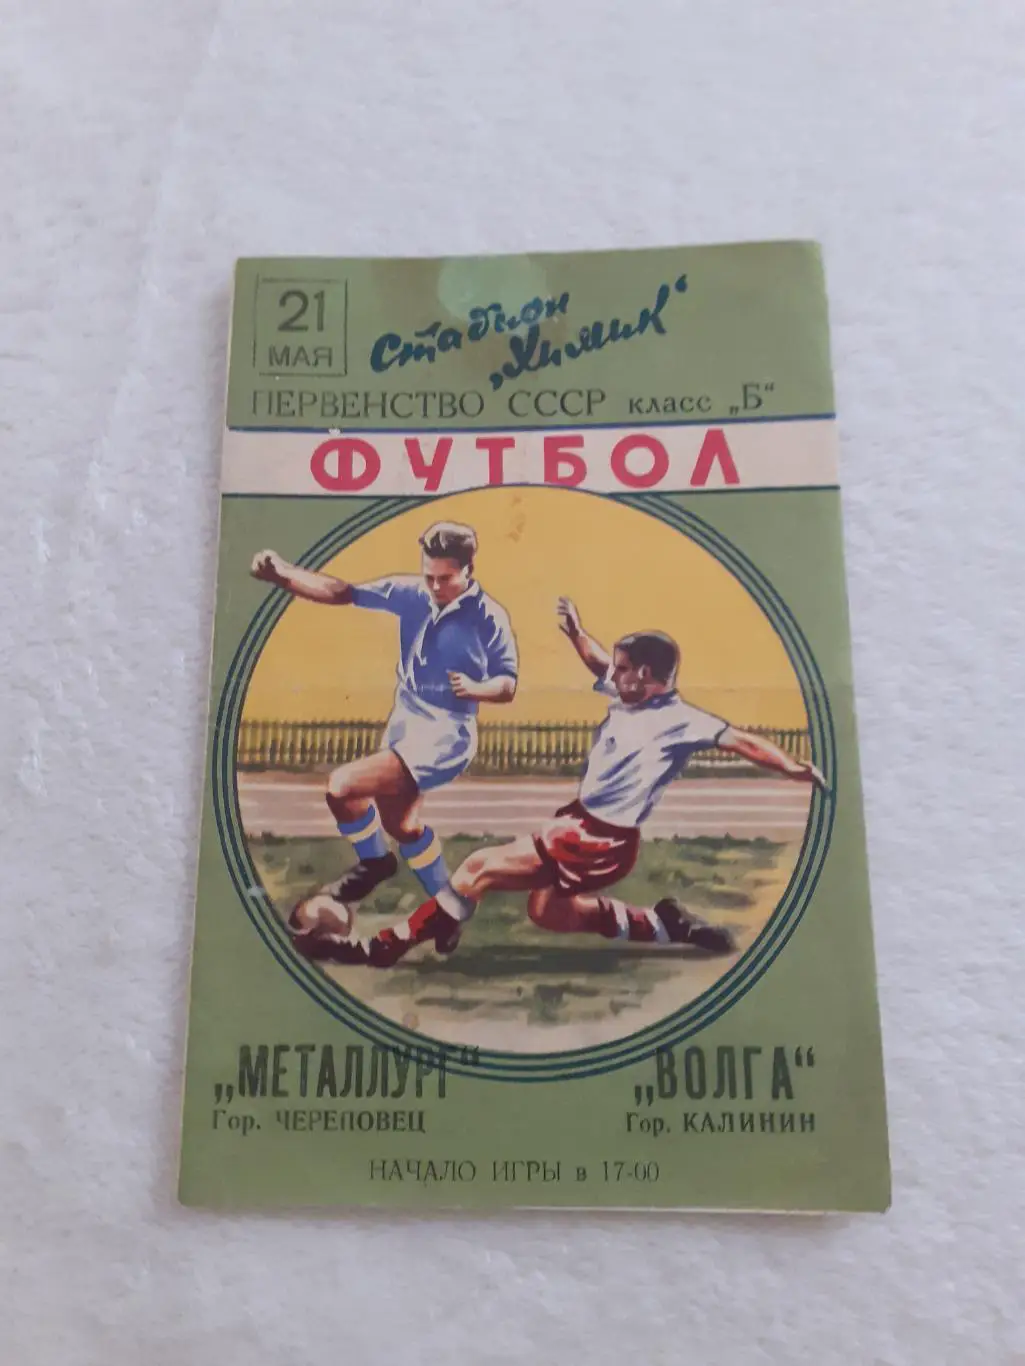 21
МАЯ
Стадион
„Химик“
ПЕРВЕНСТВО СССР класс „Б“
ФУТБОЛ
„МЕТАЛЛУРГ“
Гор. ЧЕРЕПОВЕЦ
„ВОЛГА“
Гор. КАЛИНИН
НАЧАЛО ИГРЫ в 17-00